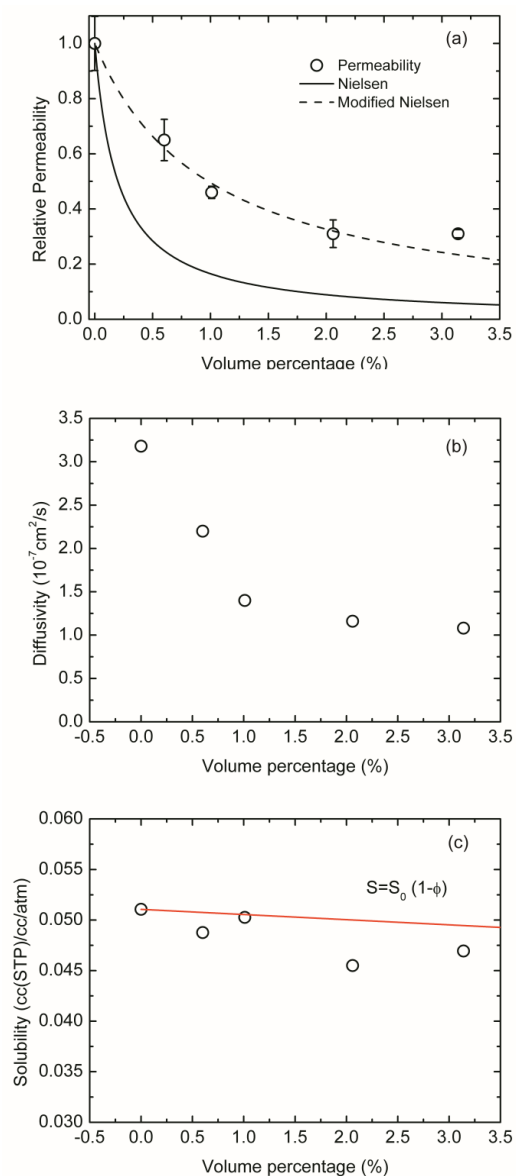 (a)
Permeability
Nielsen
Modified Nielsen
Relative Permeability
1.0
0.8
0.6
0.4
0.2
0.0
0.0 0.5 1.0 1.5 2.0 2.5 3.0 3.5
Volume percentage (%)
(b)
Diffusivity (10⁻⁷cm²/s)
3.5
3.0
2.5
2.0
1.5
1.0
0.5
0.0
-0.5 0.0 0.5 1.0 1.5 2.0 2.5 3.0 3.5
Volume percentage (%)
(c)
S=S₀ (1-ϕ)
Solubility (cc(STP)/cc/atm)
0.060
0.055
0.050
0.045
0.040
0.035
0.030
-0.5 0.0 0.5 1.0 1.5 2.0 2.5 3.0 3.5
Volume percentage (%)